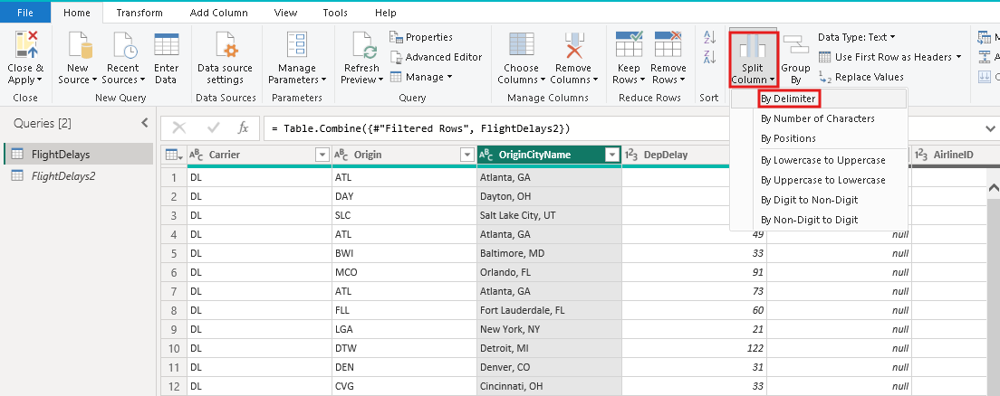 File Home Transform Add Column View Tools Help
Close & Apply
New Source
Recent Sources
Enter Data
Data source settings
Manage Parameters
Refresh Preview
Properties
Advanced Editor
Manage
Choose Columns
Remove Columns
Keep Rows
Remove Rows
Split Column
Group By
Data Type: Text
Use First Row as Headers
Replace Values
Close New Query Data Sources Parameters Query Manage Columns Reduce Rows Sort
By Delimiter
By Number of Characters
By Positions
By Lowercase to Uppercase
By Uppercase to Lowercase
By Digit to Non-Digit
By Non-Digit to Digit
Queries [2]
FlightDelays
FlightDelays2
= Table.Combine({#"Filtered Rows", FlightDelays2})
Carrier Origin OriginCityName DepDelay AirlineID
1 DL ATL Atlanta, GA
2 DL DAY Dayton, OH
3 DL SLC Salt Lake City, UT
4 DL ATL Atlanta, GA 49 null
5 DL BWI Baltimore, MD 33 null
6 DL MCO Orlando, FL 91 null
7 DL ATL Atlanta, GA 73 null
8 DL FLL Fort Lauderdale, FL 60 null
9 DL LGA New York, NY 21 null
10 DL DTW Detroit, MI 122 null
11 DL DEN Denver, CO 31 null
12 DL CVG Cincinnati, OH 33 null